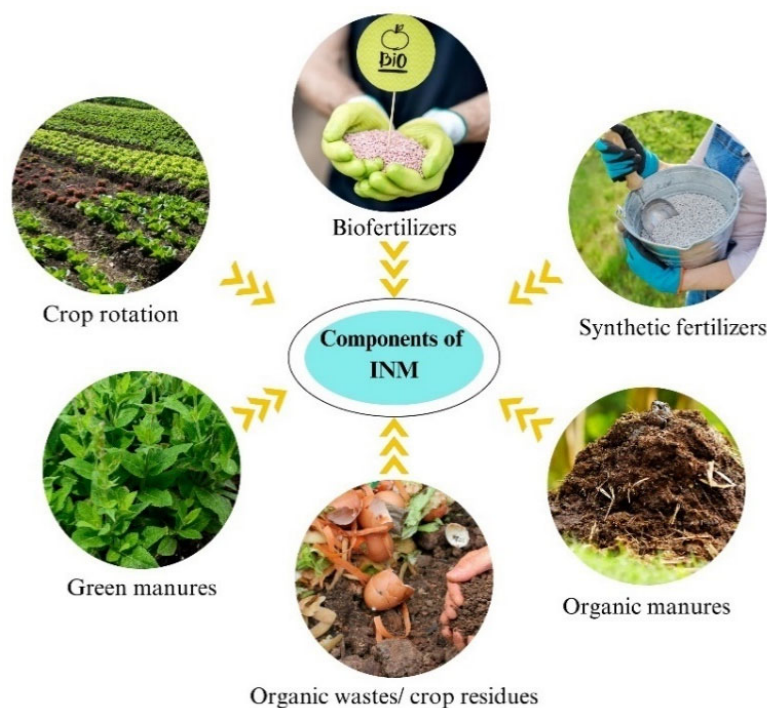 BiO
Biofertilizers
Crop rotation
Synthetic fertilizers
Components of
INM
Green manures
Organic manures
Organic wastes/ crop residues